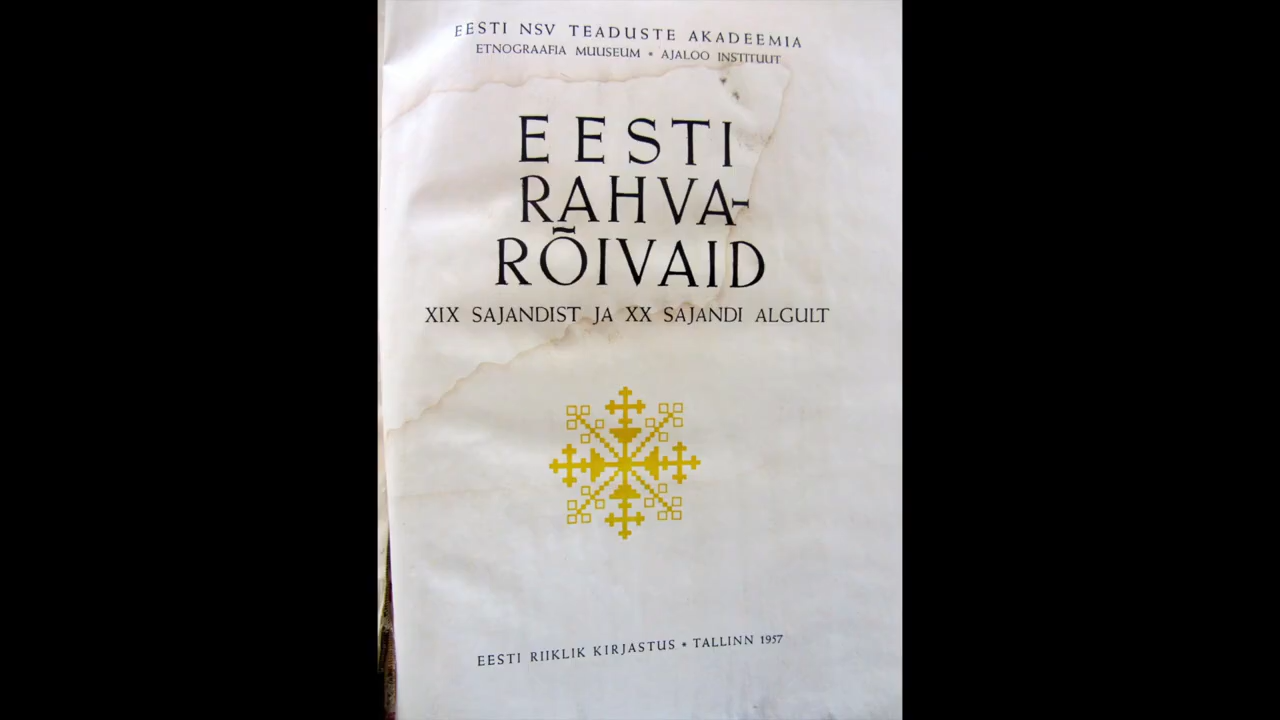 EESTI NSV TEADUSTE AKADEEMIA
ETNOGRAAFIA MUUSEUM • AJALOO INSTITUUT
EESTI
RAHVA-
RÕIVAID
XIX SAJANDIST JA XX SAJANDI ALGULT
EESTI RIIKLIK KIRJASTUS • TALLINN 1957